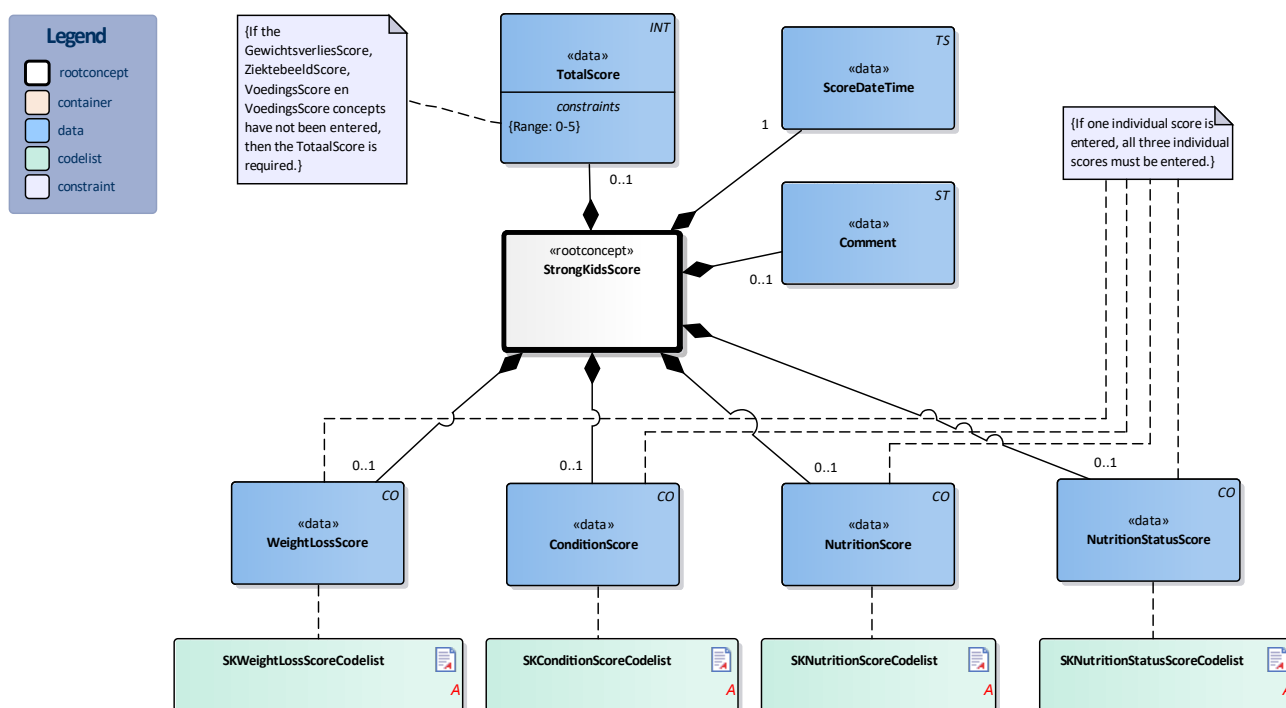 Legend
rootconcept
container
data
codelist
constraint
{If the
GewichtsverliesScore,
ZiektebeeldScore,
VoedingsScore en
VoedingsScore concepts
have not been entered,
then the TotaalScore is
required.}
INT
«data»
TotalScore
constraints
{Range: 0-5}
0..1
TS
«data»
ScoreDateTime
1
{If one individual score is
entered, all three individual
scores must be entered.}
ST
«data»
Comment
0..1
«rootconcept»
StrongKidsScore
0..1
0..1
0..1
0..1
CO
«data»
WeightLossScore
CO
«data»
ConditionScore
CO
«data»
NutritionScore
CO
«data»
NutritionStatusScore
SKWeightLossScoreCodelist
A
SKConditionScoreCodelist
A
SKNutritionScoreCodelist
A
SKNutritionStatusScoreCodelist
A